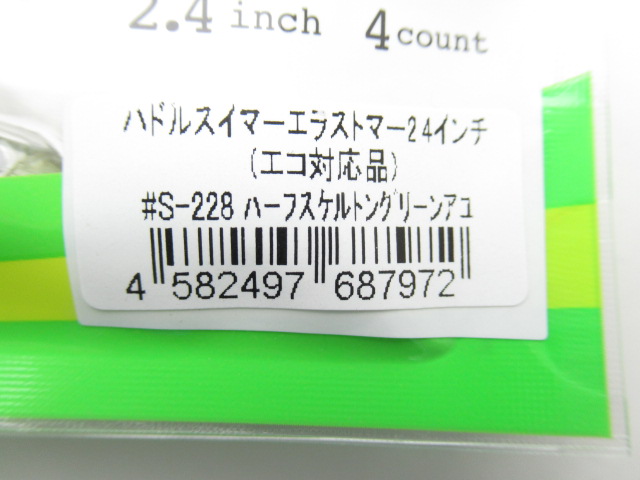 2.4 inch 4 count
ハドルスイマーエラストマー24インチ
(エコ対応品)
#S-228 ハーフスケルトングリーンアユ
4 582497 687972